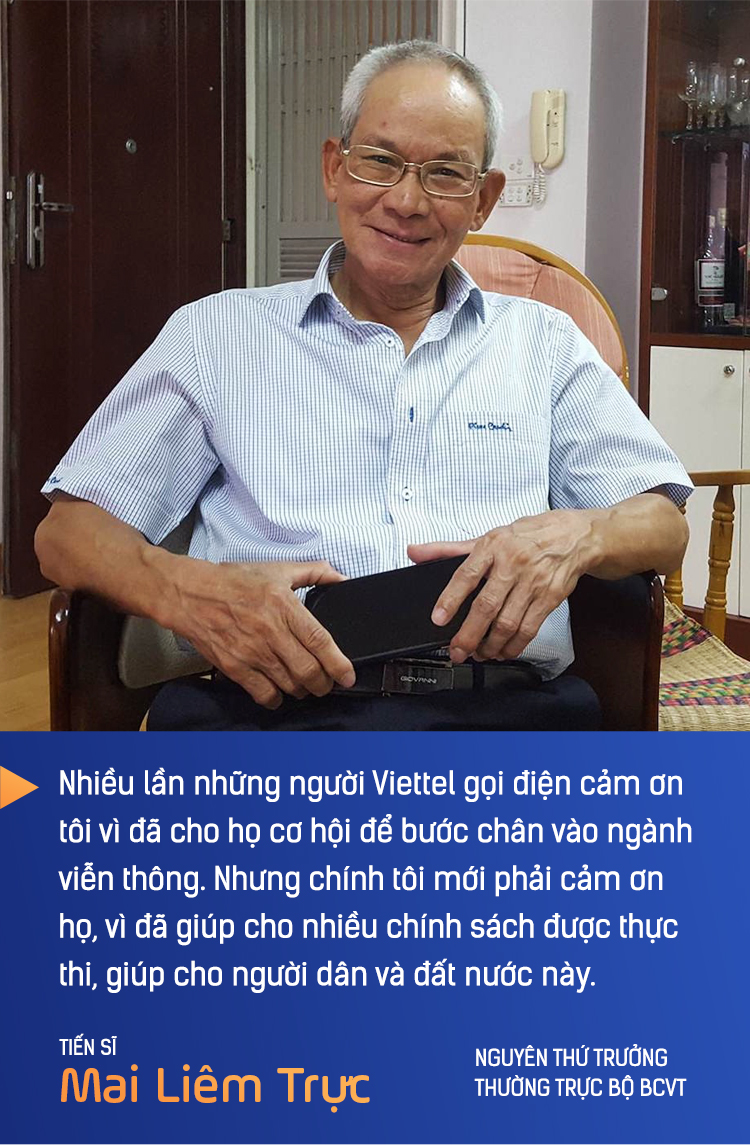 GIOVANNI
Nhiều lần những người Viettel gọi điện cảm ơn
tôi vì đã cho họ cơ hội để bước chân vào ngành
viễn thông. Nhưng chính tôi mới phải cảm ơn
họ, vì đã giúp cho nhiều chính sách được thực
thi, giúp cho người dân và đất nước này.
TIẾN SĨ
Mai Liêm Trực
NGUYÊN THỨ TRƯỞNG
THƯỜNG TRỰC BỘ BCVT